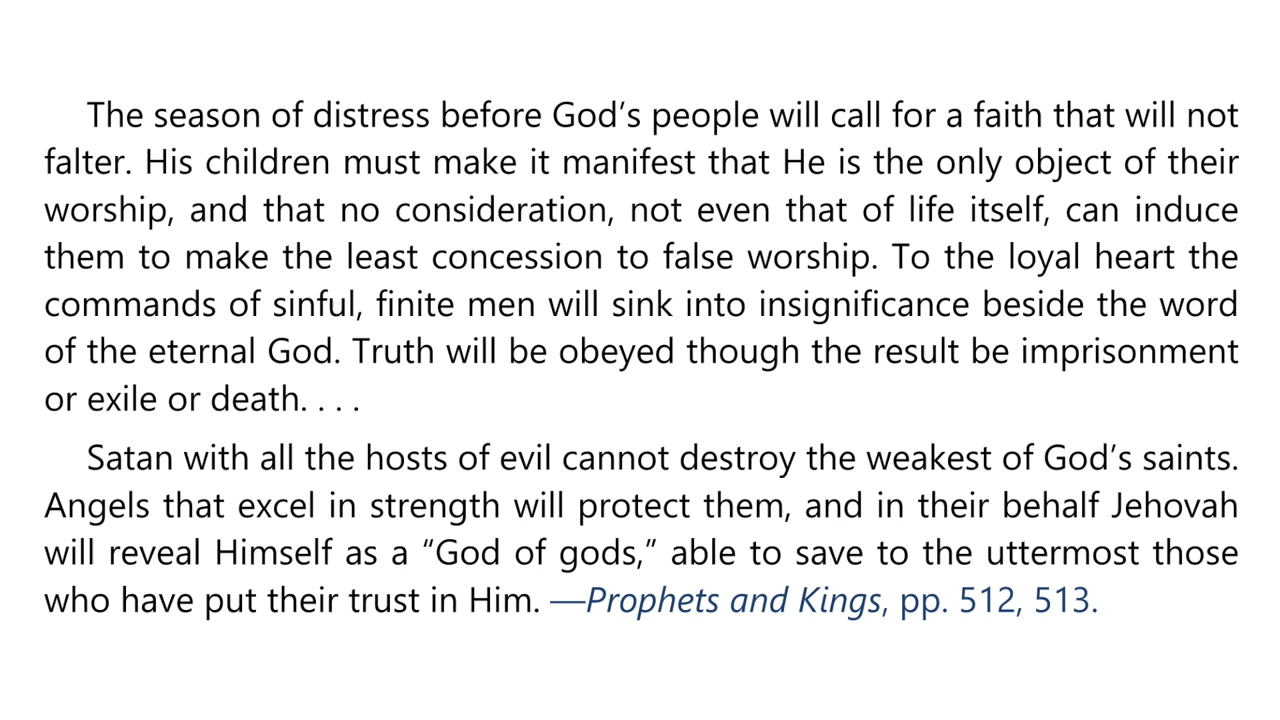 The season of distress before God’s people will call for a faith that will not
falter. His children must make it manifest that He is the only object of their
worship, and that no consideration, not even that of life itself, can induce
them to make the least concession to false worship. To the loyal heart the
commands of sinful, finite men will sink into insignificance beside the word
of the eternal God. Truth will be obeyed though the result be imprisonment
or exile or death. . . .
Satan with all the hosts of evil cannot destroy the weakest of God’s saints.
Angels that excel in strength will protect them, and in their behalf Jehovah
will reveal Himself as a “God of gods,” able to save to the uttermost those
who have put their trust in Him. —Prophets and Kings, pp. 512, 513.